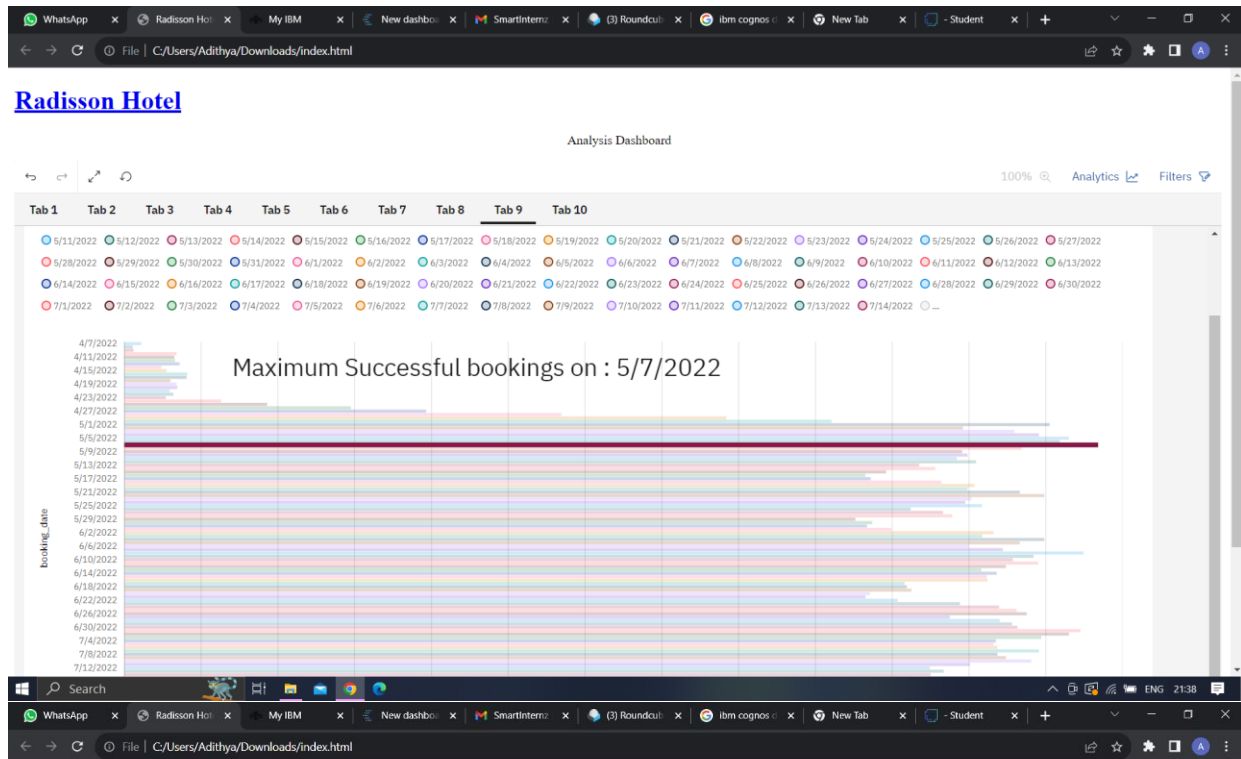 WhatsApp Radisson Hot My IBM New dashboa SmartInternz (3) Roundcub ibm cognos d New Tab - Student
File | C:/Users/Adithya/Downloads/index.html A
Radisson Hotel
Analysis Dashboard
100% Analytics Filters
Tab 1 Tab 2 Tab 3 Tab 4 Tab 5 Tab 6 Tab 7 Tab 8 Tab 9 Tab 10
5/11/2022 5/12/2022 5/13/2022 5/14/2022 5/15/2022 5/16/2022 5/17/2022 5/18/2022 5/19/2022 5/20/2022 5/21/2022 5/22/2022 5/23/2022 5/24/2022 5/25/2022 5/26/2022 5/27/2022
5/28/2022 5/29/2022 5/30/2022 5/31/2022 6/1/2022 6/2/2022 6/3/2022 6/4/2022 6/5/2022 6/6/2022 6/7/2022 6/8/2022 6/9/2022 6/10/2022 6/11/2022 6/12/2022 6/13/2022
6/14/2022 6/15/2022 6/16/2022 6/17/2022 6/18/2022 6/19/2022 6/20/2022 6/21/2022 6/22/2022 6/23/2022 6/24/2022 6/25/2022 6/26/2022 6/27/2022 6/28/2022 6/29/2022 6/30/2022
7/1/2022 7/2/2022 7/3/2022 7/4/2022 7/5/2022 7/6/2022 7/7/2022 7/8/2022 7/9/2022 7/10/2022 7/11/2022 7/12/2022 7/13/2022 7/14/2022 ...
Maximum Successful bookings on : 5/7/2022
4/7/2022
4/11/2022
4/15/2022
4/19/2022
4/23/2022
4/27/2022
5/1/2022
5/5/2022
5/9/2022
5/13/2022
5/17/2022
5/21/2022
5/25/2022
5/29/2022
6/2/2022
6/6/2022
6/10/2022
6/14/2022
6/18/2022
6/22/2022
6/26/2022
6/30/2022
7/4/2022
7/8/2022
7/12/2022
booking_date
Search ENG 21:38
WhatsApp Radisson Hot My IBM New dashboa SmartInternz (3) Roundcub ibm cognos d New Tab - Student
File | C:/Users/Adithya/Downloads/index.html A